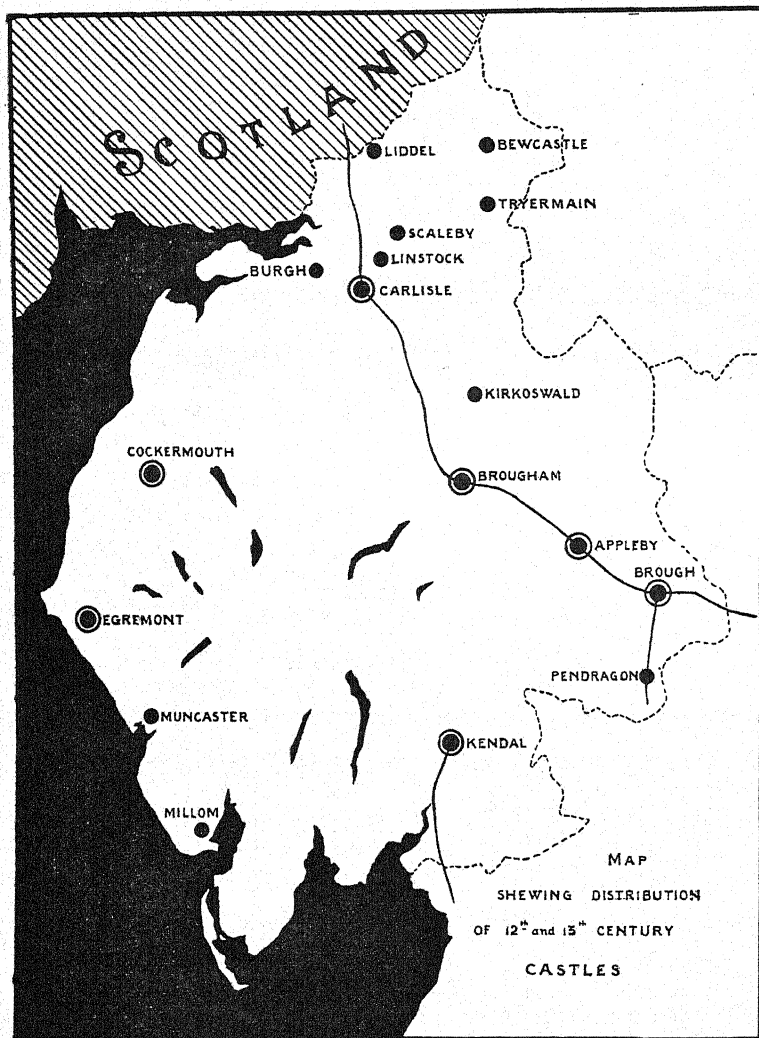 SCOTLAND
LIDDEL
BEWCASTLE
TRYERMAIN
SCALEBY
LINSTOCK
BURGH
CARLISLE
KIRKOSWALD
COCKERMOUTH
BROUGHAM
APPLEBY
BROUGH
EGREMONT
PENDRAGON
MUNCASTER
KENDAL
MILLOM
MAP
SHEWING DISTRIBUTION
OF 12th and 13th CENTURY
CASTLES